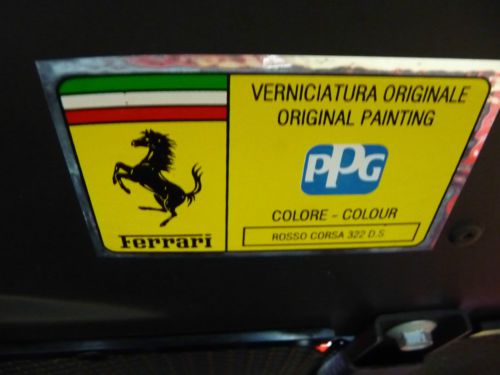 Ferrari
VERNICIATURA ORIGINALE
ORIGINAL PAINTING
PPG
COLORE - COLOUR
ROSSO CORSA 322 D.S.